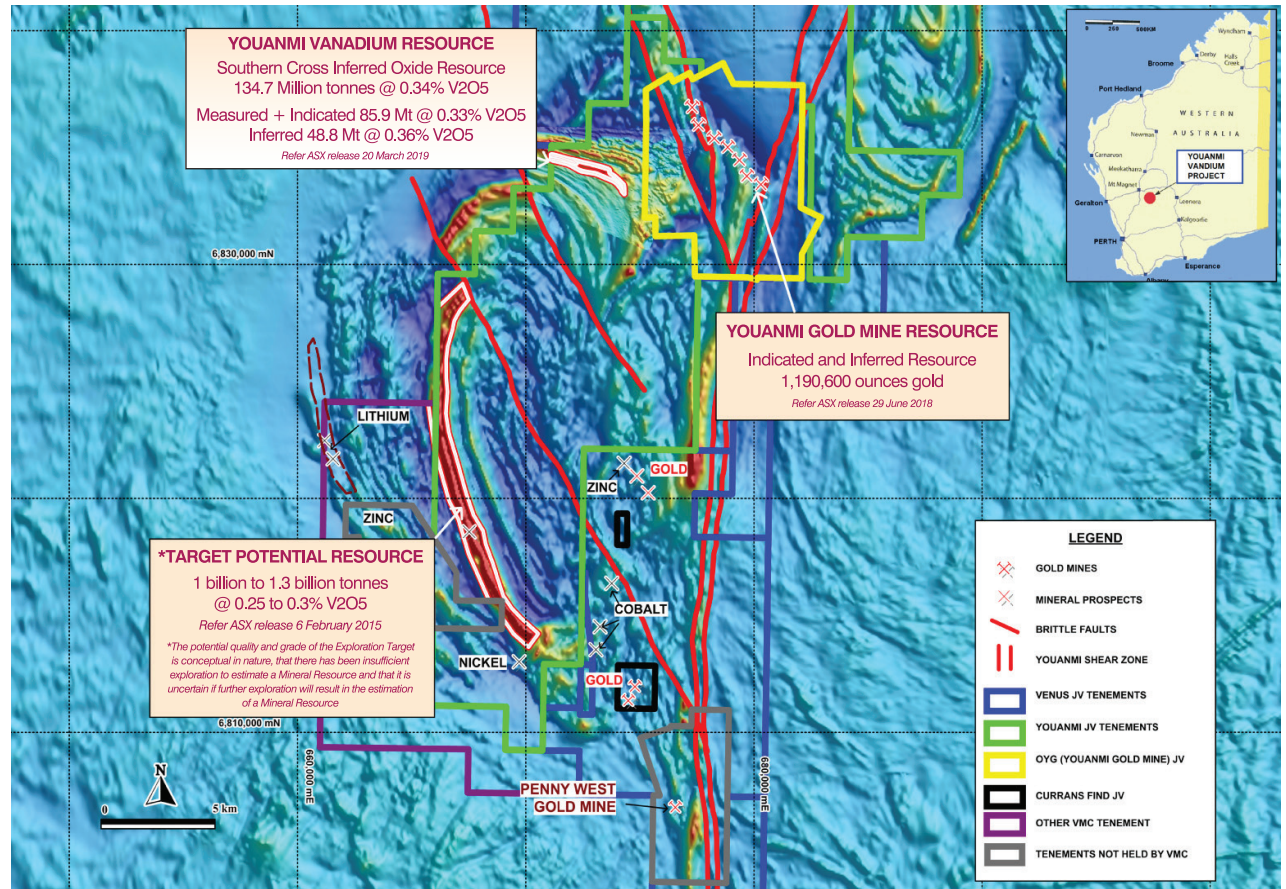 YOUANMI VANADIUM RESOURCE
Southern Cross Inferred Oxide Resource
134.7 Million tonnes @ 0.34% V2O5
Measured + Indicated 85.9 Mt @ 0.33% V2O5
Inferred 48.8 Mt @ 0.36% V2O5
Refer ASX release 20 March 2019
0 250 500KM
Wyndham
Derby
Halls
Creek
Broome
Port Hedland
WESTERN
AUSTRALIA
Newman
Carnarvon
Meekatharra
Mt Magnet
YOUANMI
VANDIUM
PROJECT
Geralton
Leonora
Kalgoorlie
PERTH
Esperance
Albany
6,830,000 mN
YOUANMI GOLD MINE RESOURCE
Indicated and Inferred Resource
1,190,600 ounces gold
Refer ASX release 29 June 2018
LITHIUM
GOLD
ZINC
ZINC
*TARGET POTENTIAL RESOURCE
1 billion to 1.3 billion tonnes
@ 0.25 to 0.3% V2O5
Refer ASX release 6 February 2015
*The potential quality and grade of the Exploration Target
is conceptual in nature, that there has been insufficient
exploration to estimate a Mineral Resource and that it is
uncertain if further exploration will result in the estimation
of a Mineral Resource
COBALT
NICKEL
GOLD
6,810,000 mN
660,000 mE
680,000 mE
N
0 5 km
PENNY WEST
GOLD MINE
LEGEND
GOLD MINES
MINERAL PROSPECTS
BRITTLE FAULTS
YOUANMI SHEAR ZONE
VENUS JV TENEMENTS
YOUANMI JV TENEMENTS
OYG (YOUANMI GOLD MINE) JV
CURRANS FIND JV
OTHER VMC TENEMENT
TENEMENTS NOT HELD BY VMC